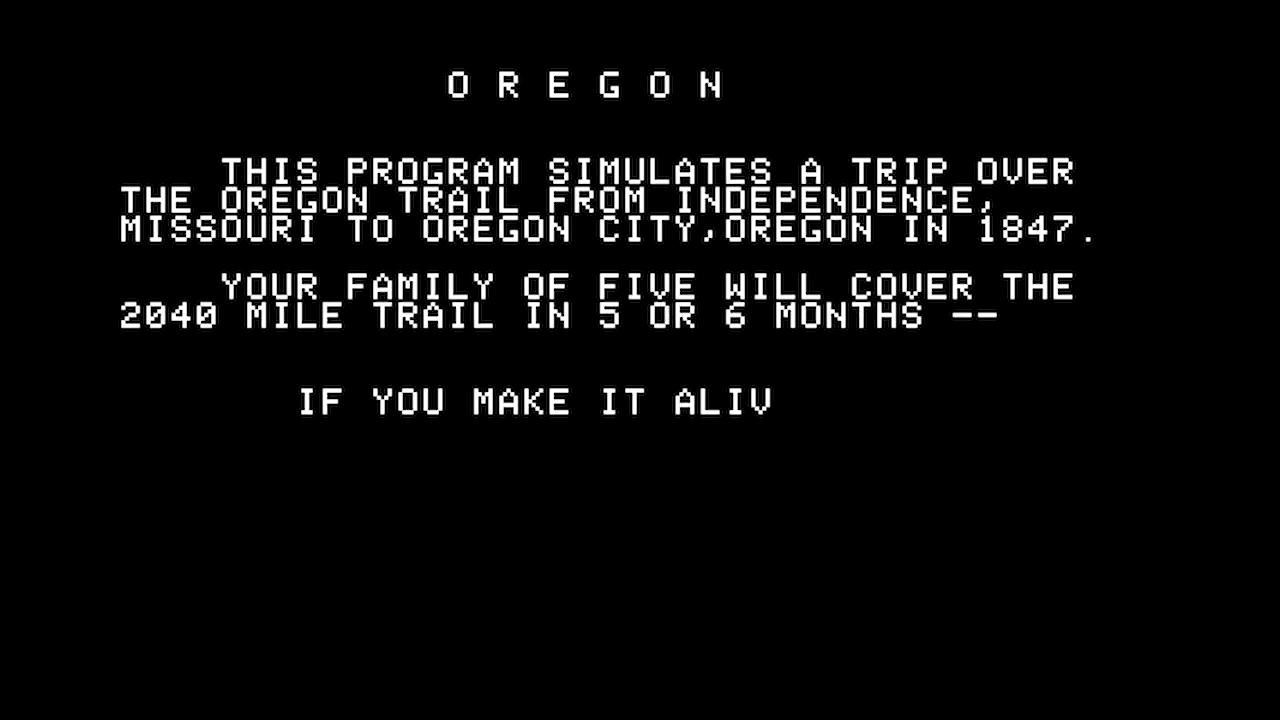 O R E G O N
THIS PROGRAM SIMULATES A TRIP OVER
THE OREGON TRAIL FROM INDEPENDENCE,
MISSOURI TO OREGON CITY,OREGON IN 1847.
YOUR FAMILY OF FIVE WILL COVER THE
2040 MILE TRAIL IN 5 OR 6 MONTHS --
IF YOU MAKE IT ALIV